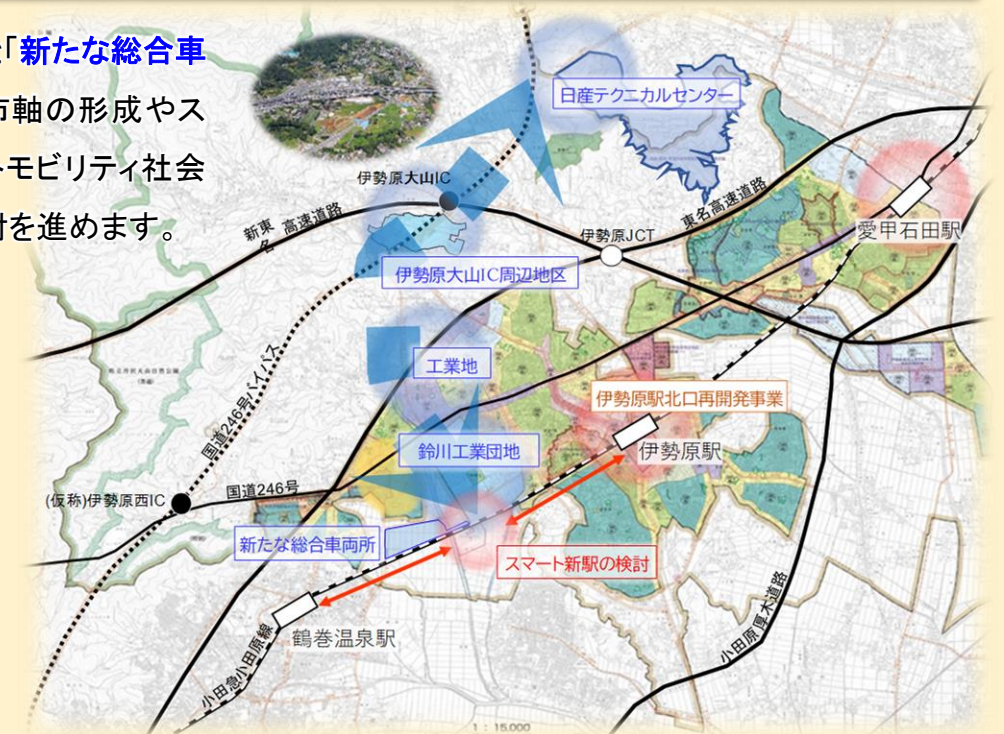 「新たな総合車
市軸の形成やス
トモビリティ社会
討を進めます。
日産テクニカルセンター
伊勢原大山IC
新東名高速道路
東名高速道路
伊勢原JCT
愛甲石田駅
伊勢原大山IC周辺地区
工業地
国道246号バイパス
伊勢原駅北口再開発事業
鈴川工業団地
伊勢原駅
(仮称)伊勢原西IC
国道246号
新たな総合車両所
スマート新駅の検討
鶴巻温泉駅
小田急小田原線
小田原厚木道路
1 : 15,000